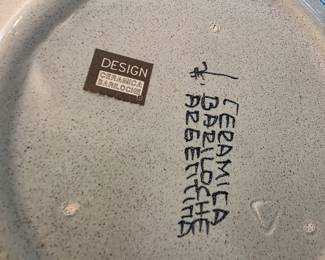 DESIGN
CERAMICA
BARILOCHE
CERAMICA
BARILOCHE
ARGENTINA